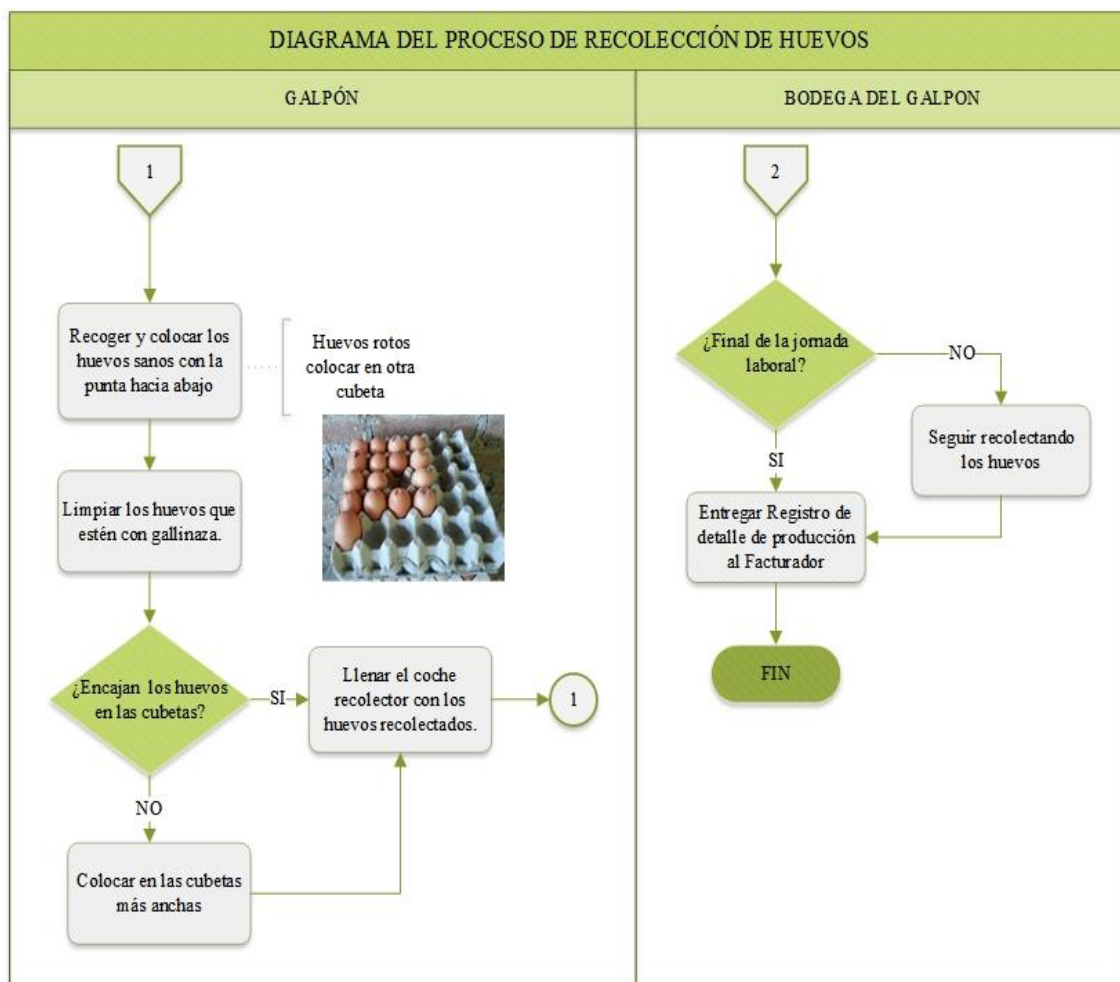 DIAGRAMA DEL PROCESO DE RECOLECCIÓN DE HUEVOS
GALPÓN
BODEGA DEL GALPON
1
Recoger y colocar los
huevos sanos con la
punta hacia abajo
Huevos rotos
colocar en otra
cubeta
Limpiar los huevos que
estén con gallinaza.
¿Encajan los huevos
en las cubetas?
SI
Llenar el coche
recolector con los
huevos recolectados.
1
NO
Colocar en las cubetas
más anchas
2
¿Final de la jornada
laboral?
NO
Seguir recolectando
los huevos
SI
Entregar Registro de
detalle de producción
al Facturador
FIN